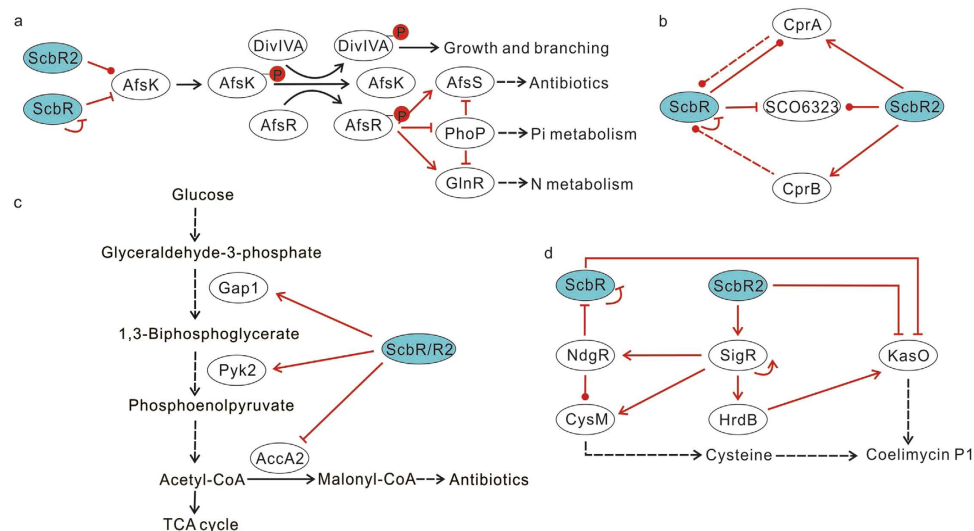 a
ScbR2
ScbR
AfsK
DivIVA
DivIVA
P
Growth and branching
AfsK
P
AfsK
AfsR
AfsR
P
AfsS
Antibiotics
PhoP
Pi metabolism
GlnR
N metabolism
b
CprA
ScbR
SCO6323
ScbR2
CprB
c
Glucose
Glyceraldehyde-3-phosphate
Gap1
1,3-Biphosphoglycerate
ScbR/R2
Pyk2
Phosphoenolpyruvate
AccA2
Acetyl-CoA
Malonyl-CoA
Antibiotics
TCA cycle
d
ScbR
ScbR2
NdgR
SigR
KasO
CysM
HrdB
Cysteine
Coelimycin P1